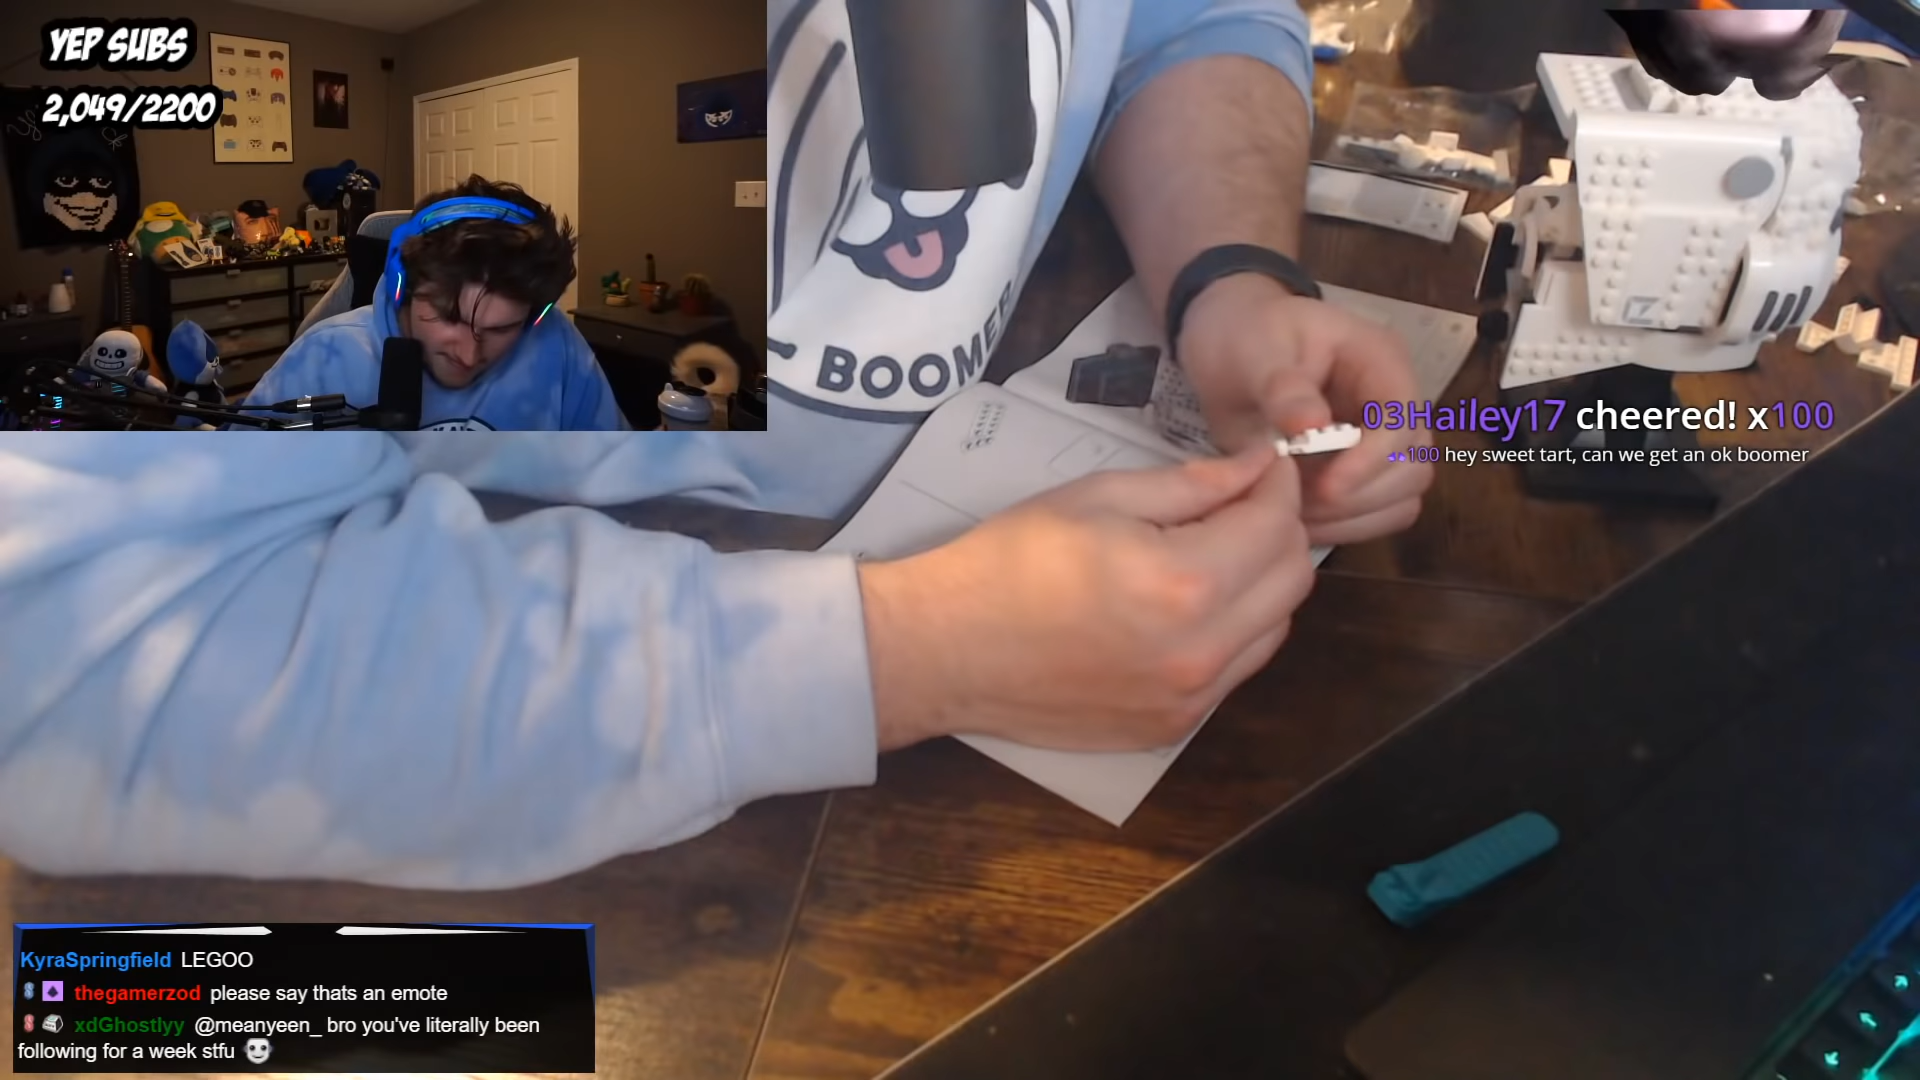 YEP SUBS
2,049/2200
BOOMER
03Hailey17 cheered! x100
100 hey sweet tart, can we get an ok boomer
KyraSpringfield LEGOO
thegamerzod please say thats an emote
xdGhostlyy @meanyeen_ bro you've literally been
following for a week stfu